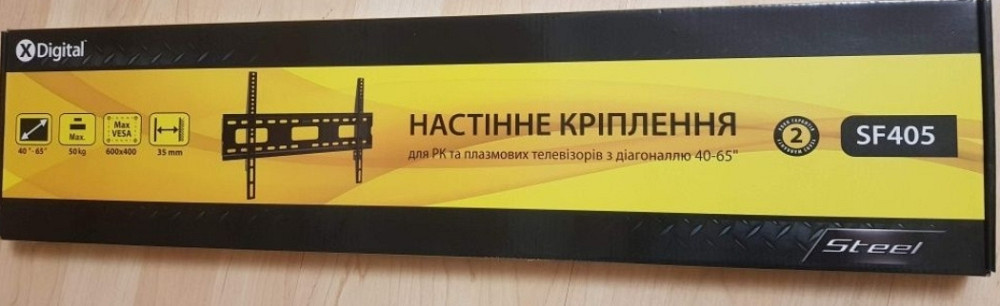 X Digital
40"- 65"
Max.
50kg
Max
VESA
600x400
35 mm
НАСТІННЕ КРІПЛЕННЯ
для РК та плазмових телевізорів з діагоналлю 40-65"
2
SF405
Steel